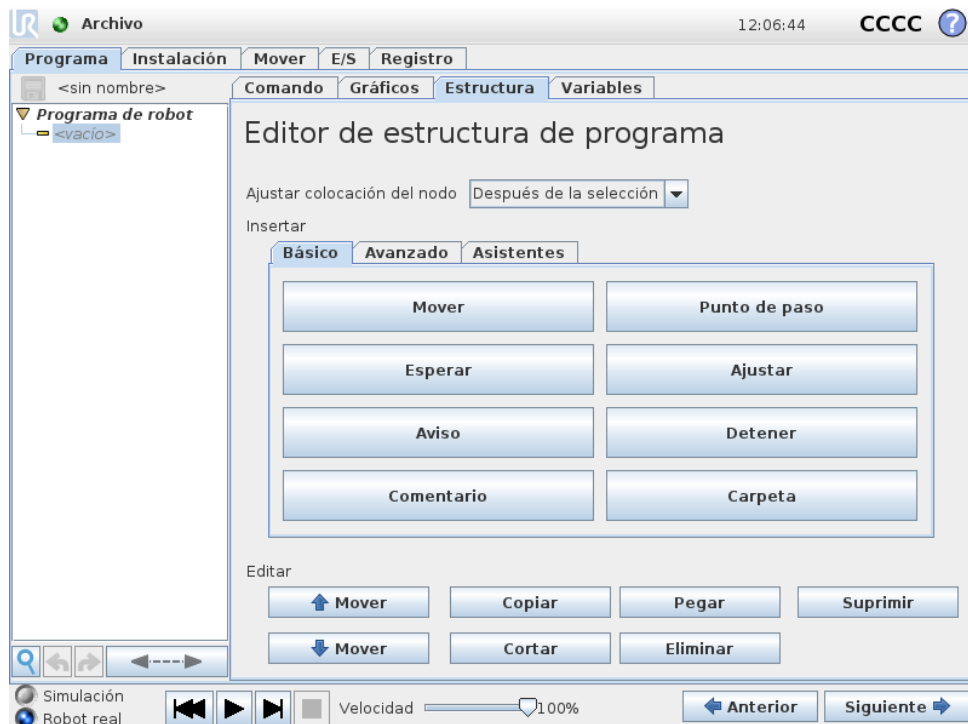 UR Archivo 12:06:44 CCCC ?
Programa Instalación Mover E/S Registro
<sin nombre> Comando Gráficos Estructura Variables
Programa de robot
<vacío>
Editor de estructura de programa
Ajustar colocación del nodo Después de la selección
Insertar
Básico Avanzado Asistentes
Mover Punto de paso
Esperar Ajustar
Aviso Detener
Comentario Carpeta
Editar
Mover Copiar Pegar Suprimir
Mover Cortar Eliminar
Simulación
Robot real
Velocidad 100% Anterior Siguiente